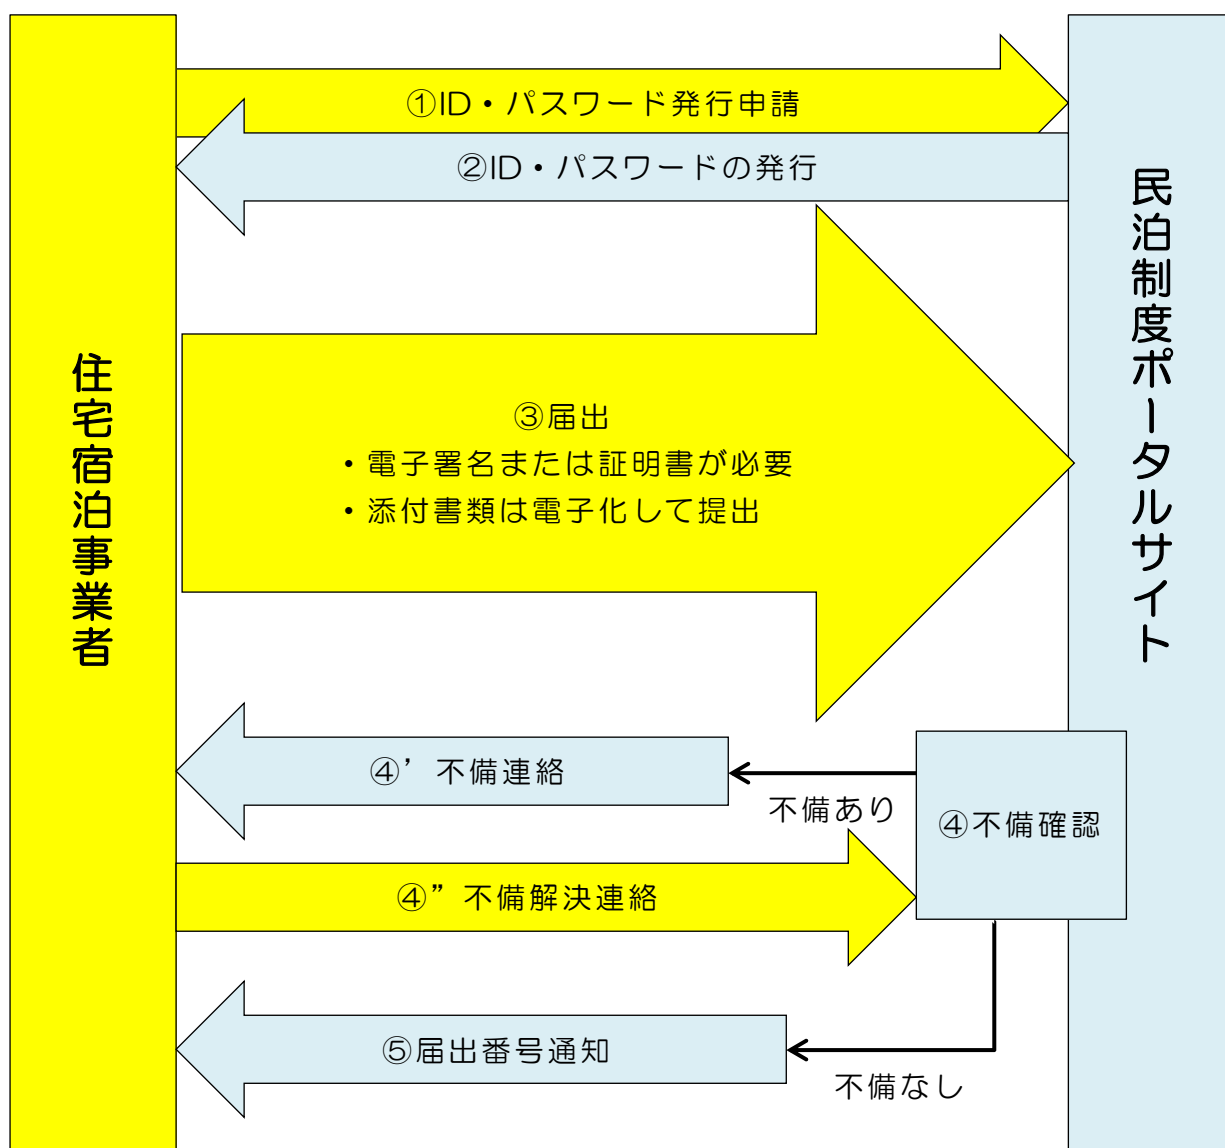 ①ID・パスワード発行申請
②ID・パスワードの発行
民泊制度ポータルサイト
住宅宿泊事業者
③届出
・電子署名または証明書が必要
・添付書類は電子化して提出
④’不備連絡
不備あり
④不備確認
④”不備解決連絡
⑤届出番号通知
不備なし